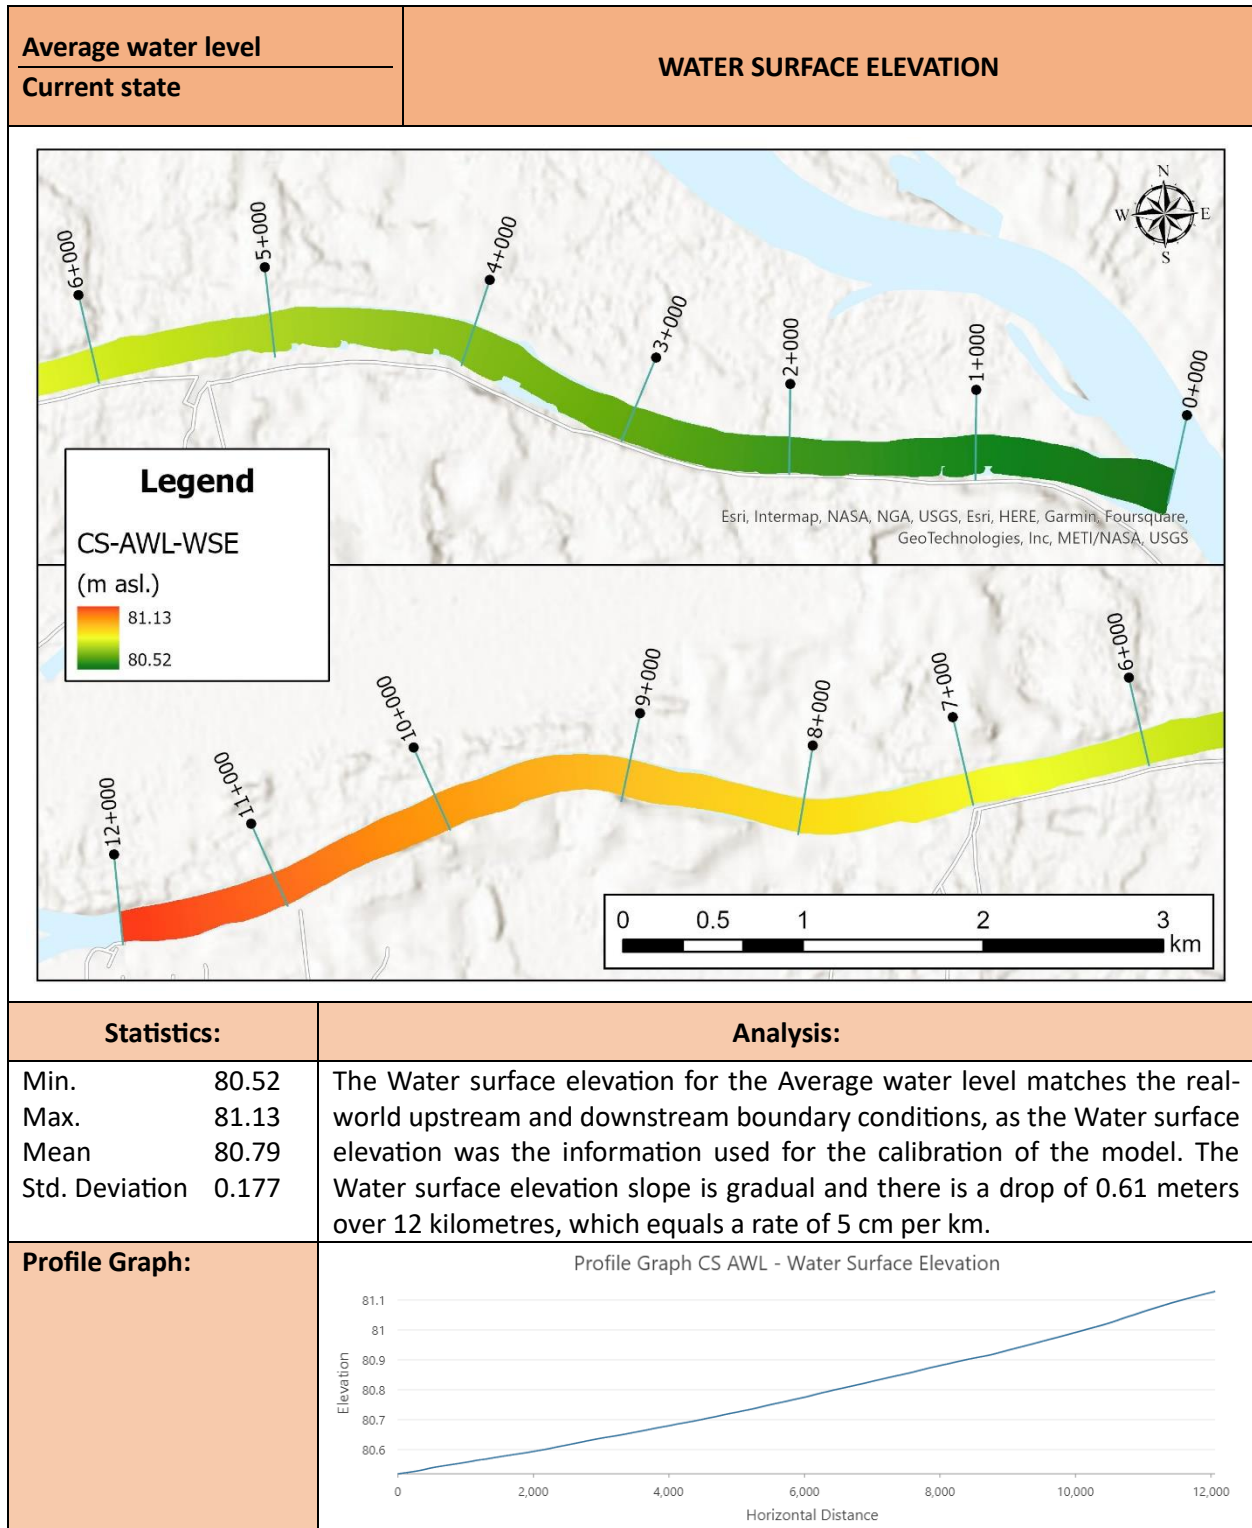 Average water level
Current state
WATER SURFACE ELEVATION
N
W
E
S
6+000
5+000
4+000
3+000
2+000
1+000
0+000
Esri, Intermap, NASA, NGA, USGS, Esri, HERE, Garmin, Foursquare,
GeoTechnologies, Inc, METI/NASA, USGS
Legend
CS-AWL-WSE
(m asl.)
81.13
80.52
12+000
11+000
10+000
9+000
8+000
7+000
6+000
0 0.5 1 2 3
km
Statistics:
Min. 80.52
Max. 81.13
Mean 80.79
Std. Deviation 0.177
Analysis:
The Water surface elevation for the Average water level matches the real-
world upstream and downstream boundary conditions, as the Water surface
elevation was the information used for the calibration of the model. The
Water surface elevation slope is gradual and there is a drop of 0.61 meters
over 12 kilometres, which equals a rate of 5 cm per km.
Profile Graph:
Profile Graph CS AWL - Water Surface Elevation
Elevation
81.1
81
80.9
80.8
80.7
80.6
0 2,000 4,000 6,000 8,000 10,000 12,000
Horizontal Distance